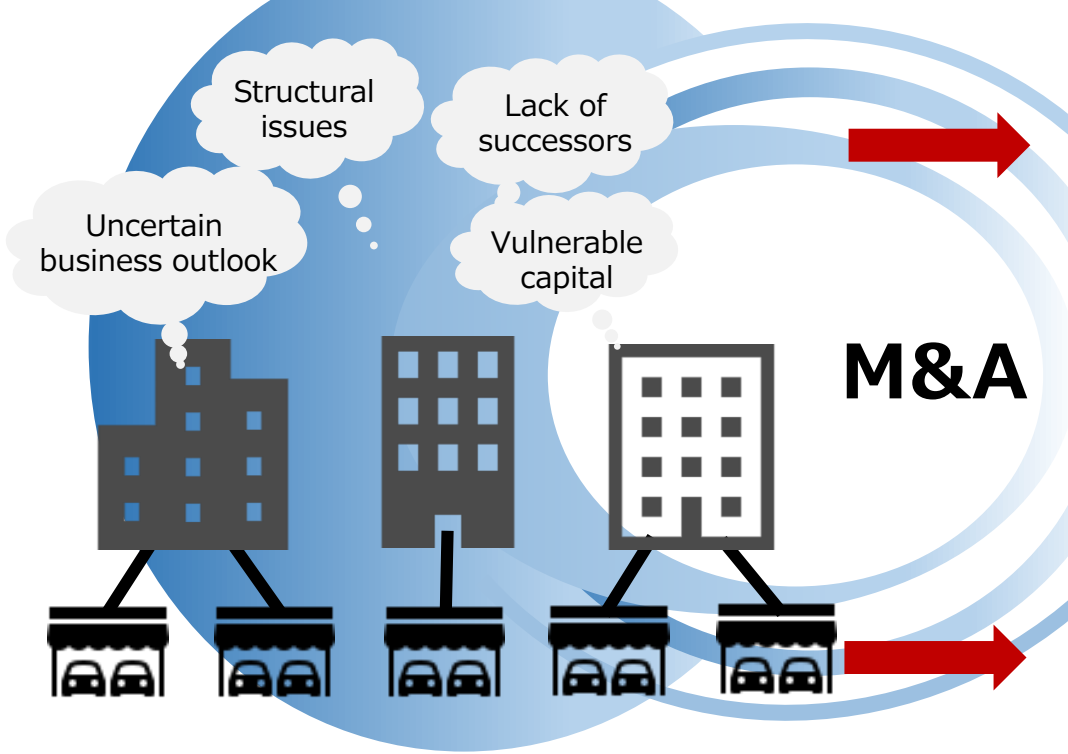 Structural
issues
Lack of
successors
Uncertain
business outlook
Vulnerable
capital
M&A